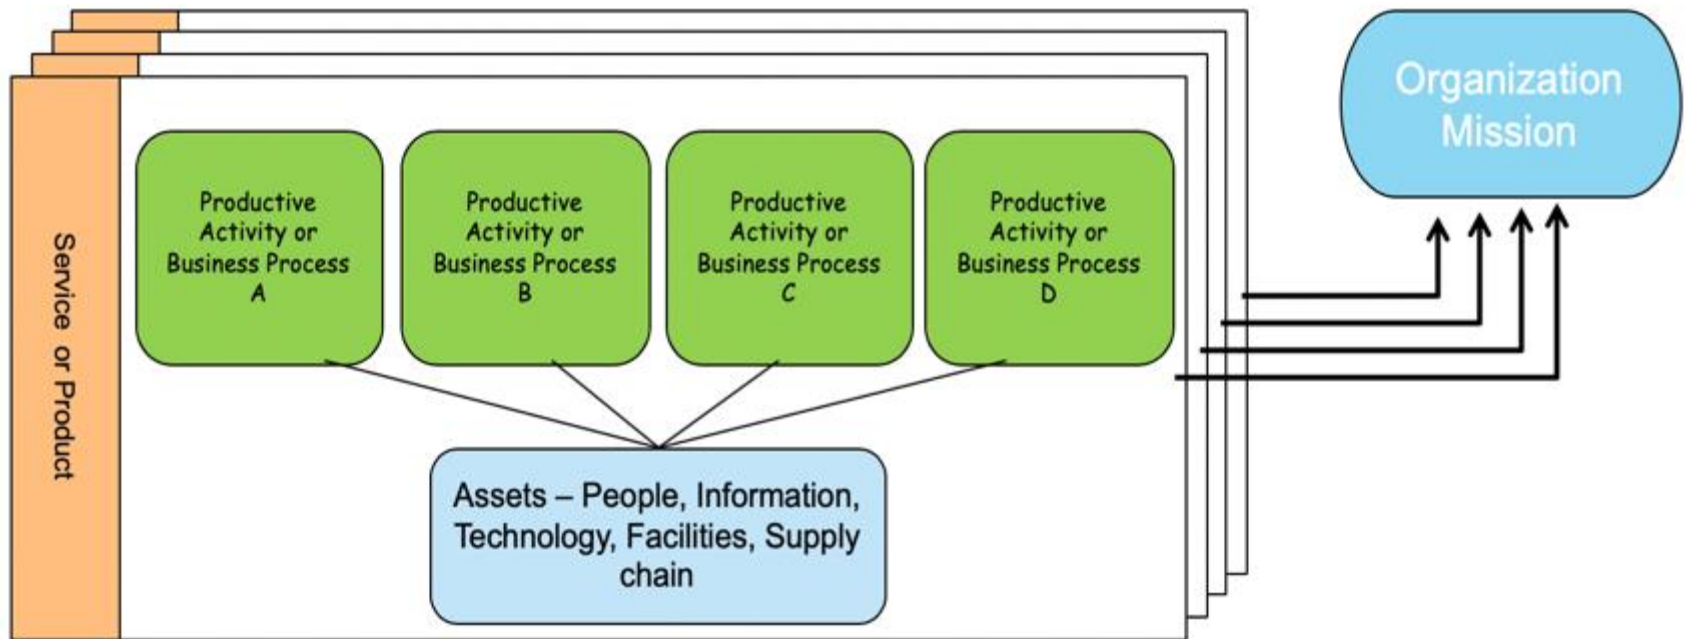 Organization
Mission
Service or Product
Productive
Activity or
Business Process
A
Productive
Activity or
Business Process
B
Productive
Activity or
Business Process
C
Productive
Activity or
Business Process
D
Assets – People, Information,
Technology, Facilities, Supply
chain